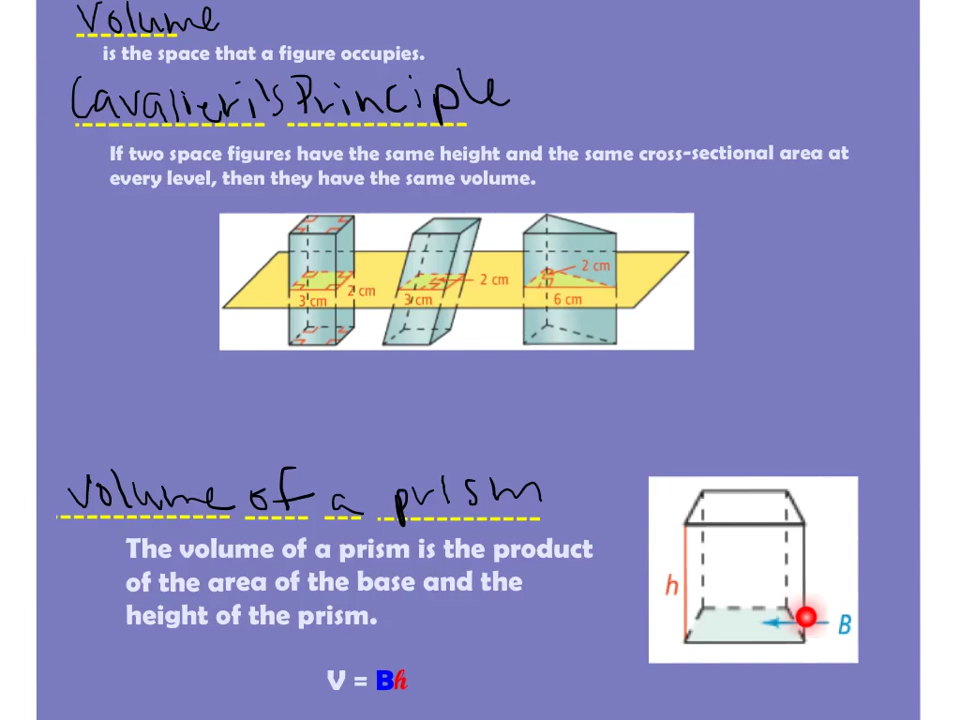 Volume
is the space that a figure occupies.
Cavalieri's Principle
If two space figures have the same height and the same cross-sectional area at
every level, then they have the same volume.
3 cm
2 cm
3 cm
2 cm
6 cm
2 cm
volume of a prism
The volume of a prism is the product
of the area of the base and the
height of the prism.
h
B
V = Bh